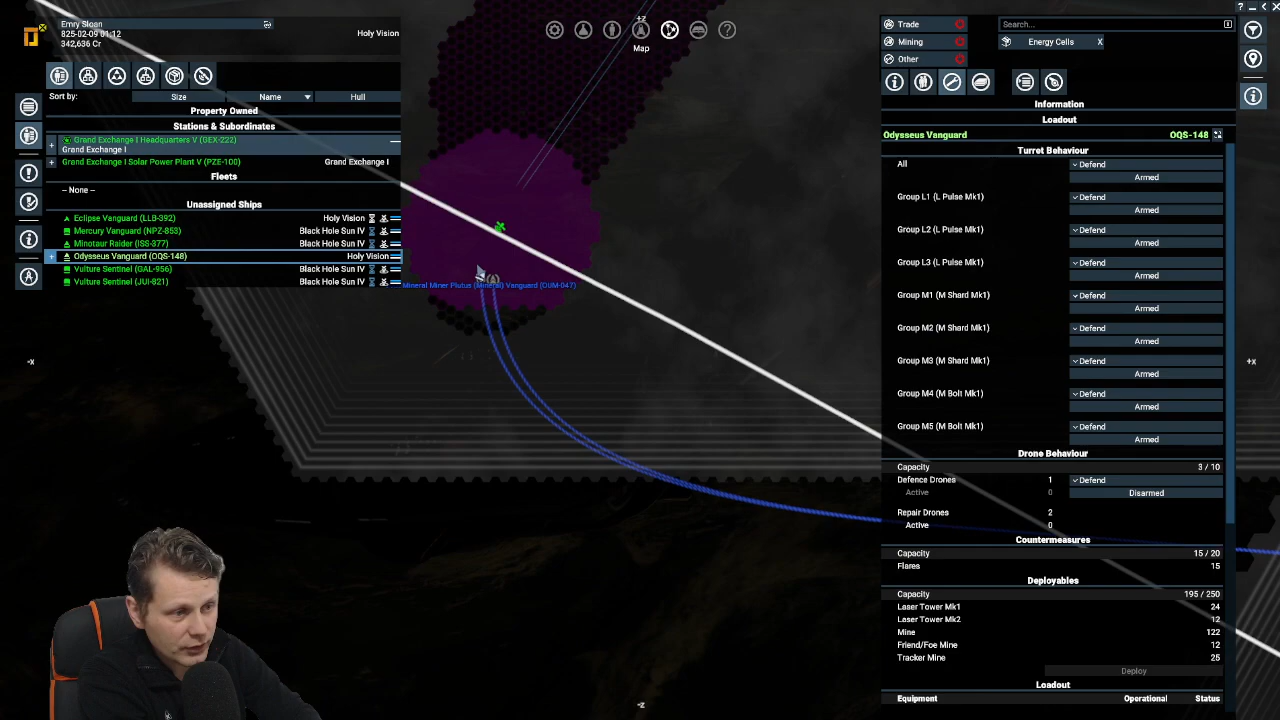 Emry Sloan
825-02-09 01:12
342,636 Cr
Holy Vision
Sort by:
Size
Name
Hull
Property Owned
Stations & Subordinates
Grand Exchange I Headquarters V (GEX-222)
Grand Exchange I
Grand Exchange I Solar Power Plant V (PZE-100)
Grand Exchange I
Fleets
-- None --
Unassigned Ships
Eclipse Vanguard (LLB-392)
Holy Vision
Mercury Vanguard (NPZ-853)
Black Hole Sun IV
Minotaur Raider (ISS-377)
Black Hole Sun IV
Odysseus Vanguard (OQS-148)
Holy Vision
Vulture Sentinel (GAL-956)
Black Hole Sun IV
Vulture Sentinel (JUI-821)
Black Hole Sun IV
+z
Map
-x
+x
-z
Mineral Miner Plutus (Mineral) Vanguard (OUM-047)
Trade
Mining
Other
Search...
Energy Cells X
Information
Loadout
Odysseus Vanguard
OQS-148
Turret Behaviour
All
Defend
Armed
Group L1 (L Pulse Mk1)
Defend
Armed
Group L2 (L Pulse Mk1)
Defend
Armed
Group L3 (L Pulse Mk1)
Defend
Armed
Group M1 (M Shard Mk1)
Defend
Armed
Group M2 (M Shard Mk1)
Defend
Armed
Group M3 (M Shard Mk1)
Defend
Armed
Group M4 (M Bolt Mk1)
Defend
Armed
Group M5 (M Bolt Mk1)
Defend
Armed
Drone Behaviour
Capacity 3 / 10
Defence Drones 1
Defend
Active 0
Disarmed
Repair Drones 2
Active 0
Countermeasures
Capacity 15 / 20
Flares 15
Deployables
Capacity 195 / 250
Laser Tower Mk1 24
Laser Tower Mk2 12
Mine 122
Friend/Foe Mine 12
Tracker Mine 25
Deploy
Loadout
Equipment Operational Status